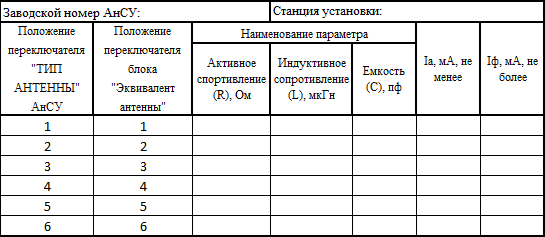 Заводской номер АнСУ: Станция установки:
Положение переключателя "ТИП АНТЕННЫ" АнСУ
Положение переключателя блока "Эквивалент антенны"
Наименование параметра
Активное спортивление (R), Ом
Индуктивное сопротивление (L), мкГн
Емкость (C), пф
Iа, мА, не менее
Iф, мА, не более
1 1
2 2
3 3
4 4
5 5
6 6